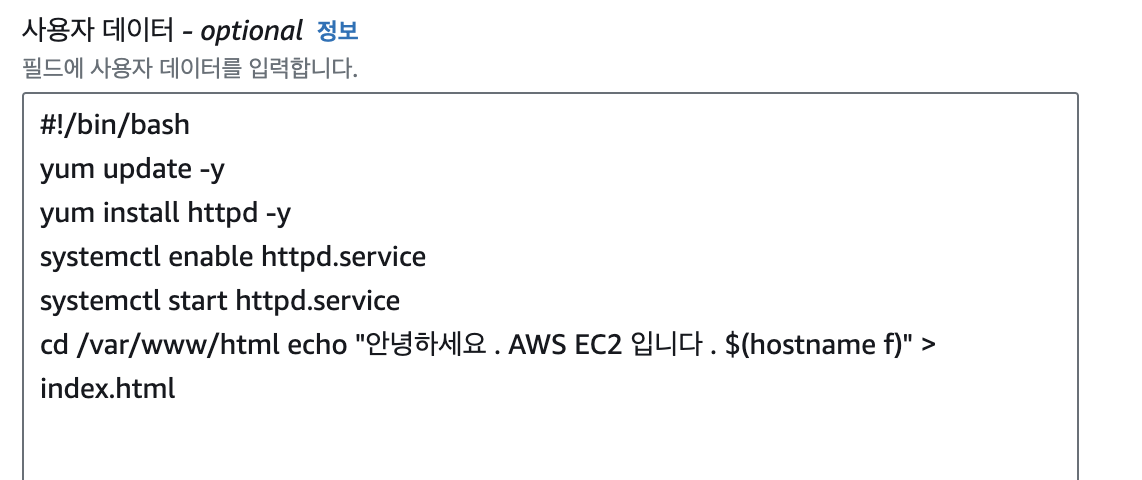 사용자 데이터 - optional 정보
필드에 사용자 데이터를 입력합니다.
#!/bin/bash
yum update -y
yum install httpd -y
systemctl enable httpd.service
systemctl start httpd.service
cd /var/www/html echo "안녕하세요 . AWS EC2 입니다 . $(hostname f)" >
index.html